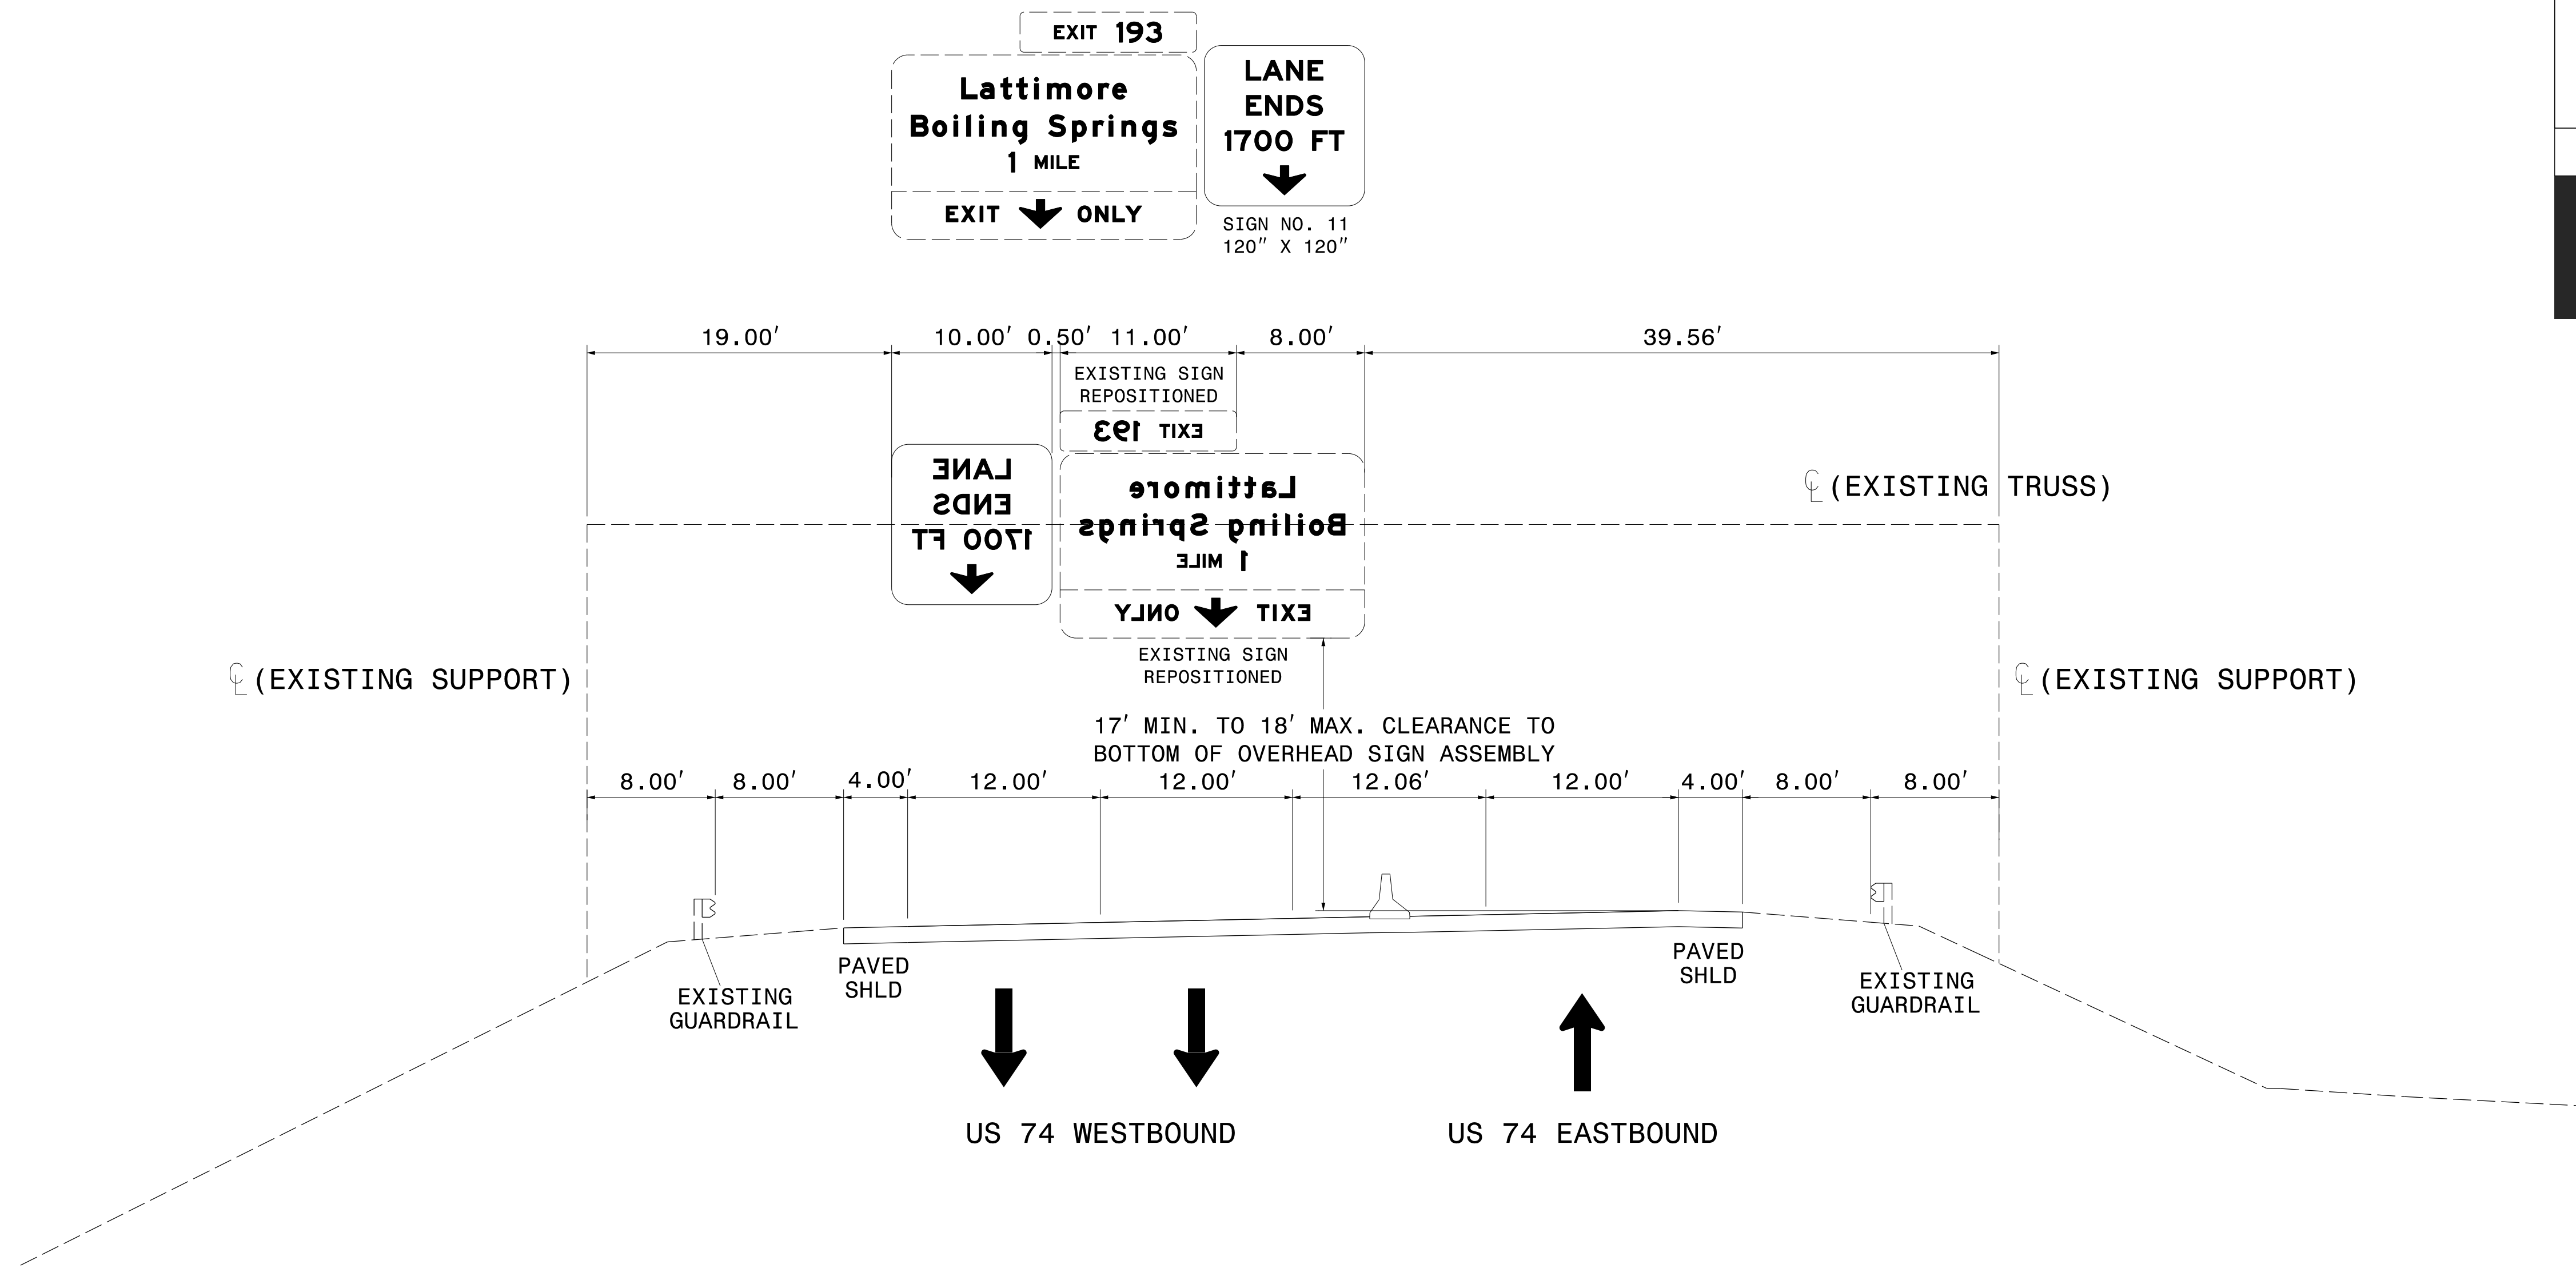 EXIT 193
Lattimore
Boiling Springs
1 MILE
EXIT ONLY
LANE
ENDS
1700 FT
SIGN NO. 11
120" X 120"
19.00' 10.00' 0.50' 11.00' 8.00' 39.56'
EXISTING SIGN
REPOSITIONED
EXIT 193
LANE
ENDS
1700 FT
Lattimore
Boiling Springs
1 MILE
EXIT ONLY
EXISTING SIGN
REPOSITIONED
℄ (EXISTING TRUSS)
℄ (EXISTING SUPPORT)
℄ (EXISTING SUPPORT)
17' MIN. TO 18' MAX. CLEARANCE TO
BOTTOM OF OVERHEAD SIGN ASSEMBLY
8.00' 8.00' 4.00' 12.00' 12.00' 12.06' 12.00' 4.00' 8.00' 8.00'
EXISTING
GUARDRAIL
PAVED
SHLD
PAVED
SHLD
EXISTING
GUARDRAIL
US 74 WESTBOUND
US 74 EASTBOUND